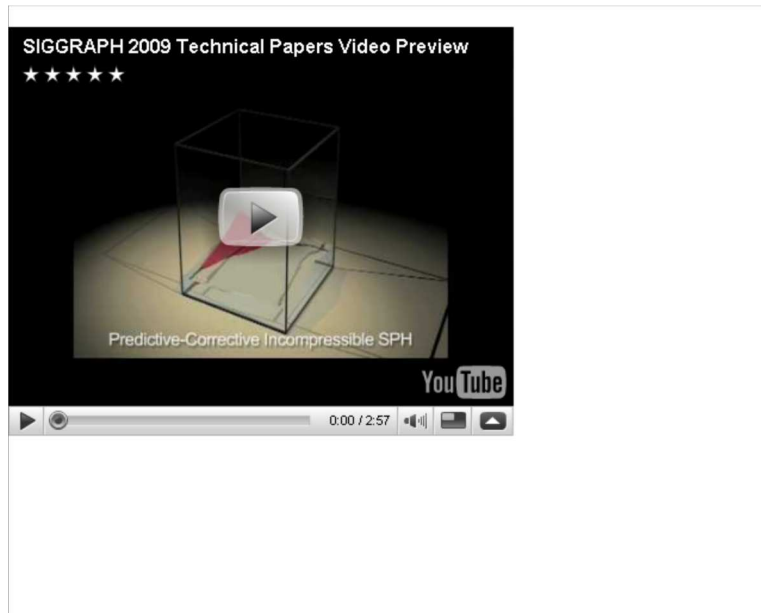 SIGGRAPH 2009 Technical Papers Video Preview
Predictive-Corrective Incompressible SPH
YouTube
0:00 / 2:57